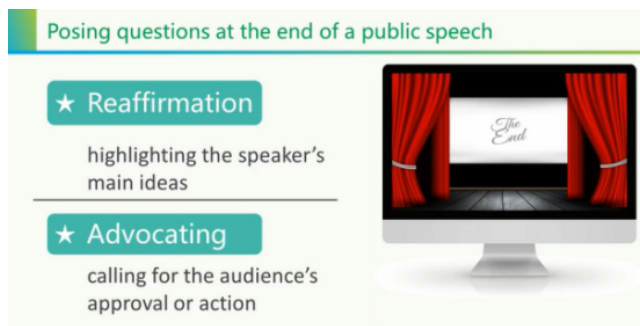 Posing questions at the end of a public speech
★ Reaffirmation
highlighting the speaker's
main ideas
★ Advocating
calling for the audience's
approval or action
The
End